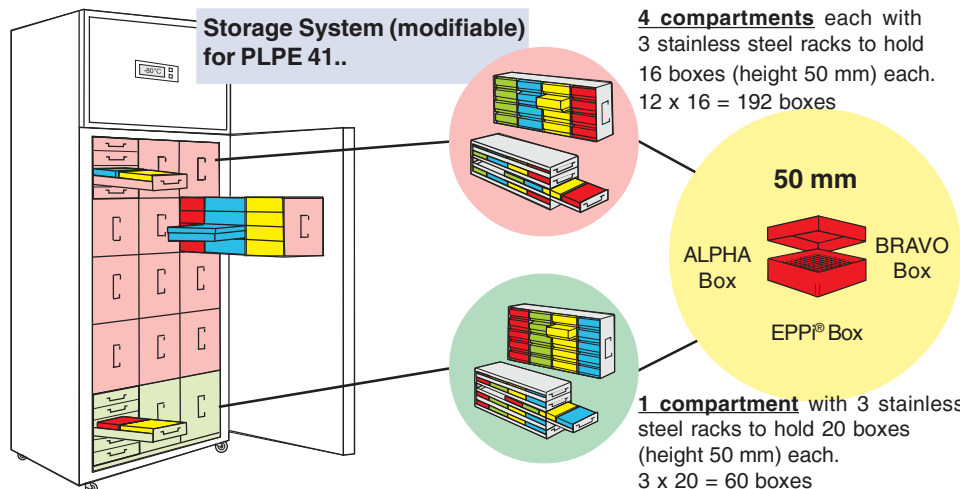 Storage System (modifiable)
for PLPE 41..
-80°C
4 compartments each with
3 stainless steel racks to hold
16 boxes (height 50 mm) each.
12 x 16 = 192 boxes
50 mm
ALPHA
Box
BRAVO
Box
EPPi® Box
1 compartment with 3 stainless
steel racks to hold 20 boxes
(height 50 mm) each.
3 x 20 = 60 boxes